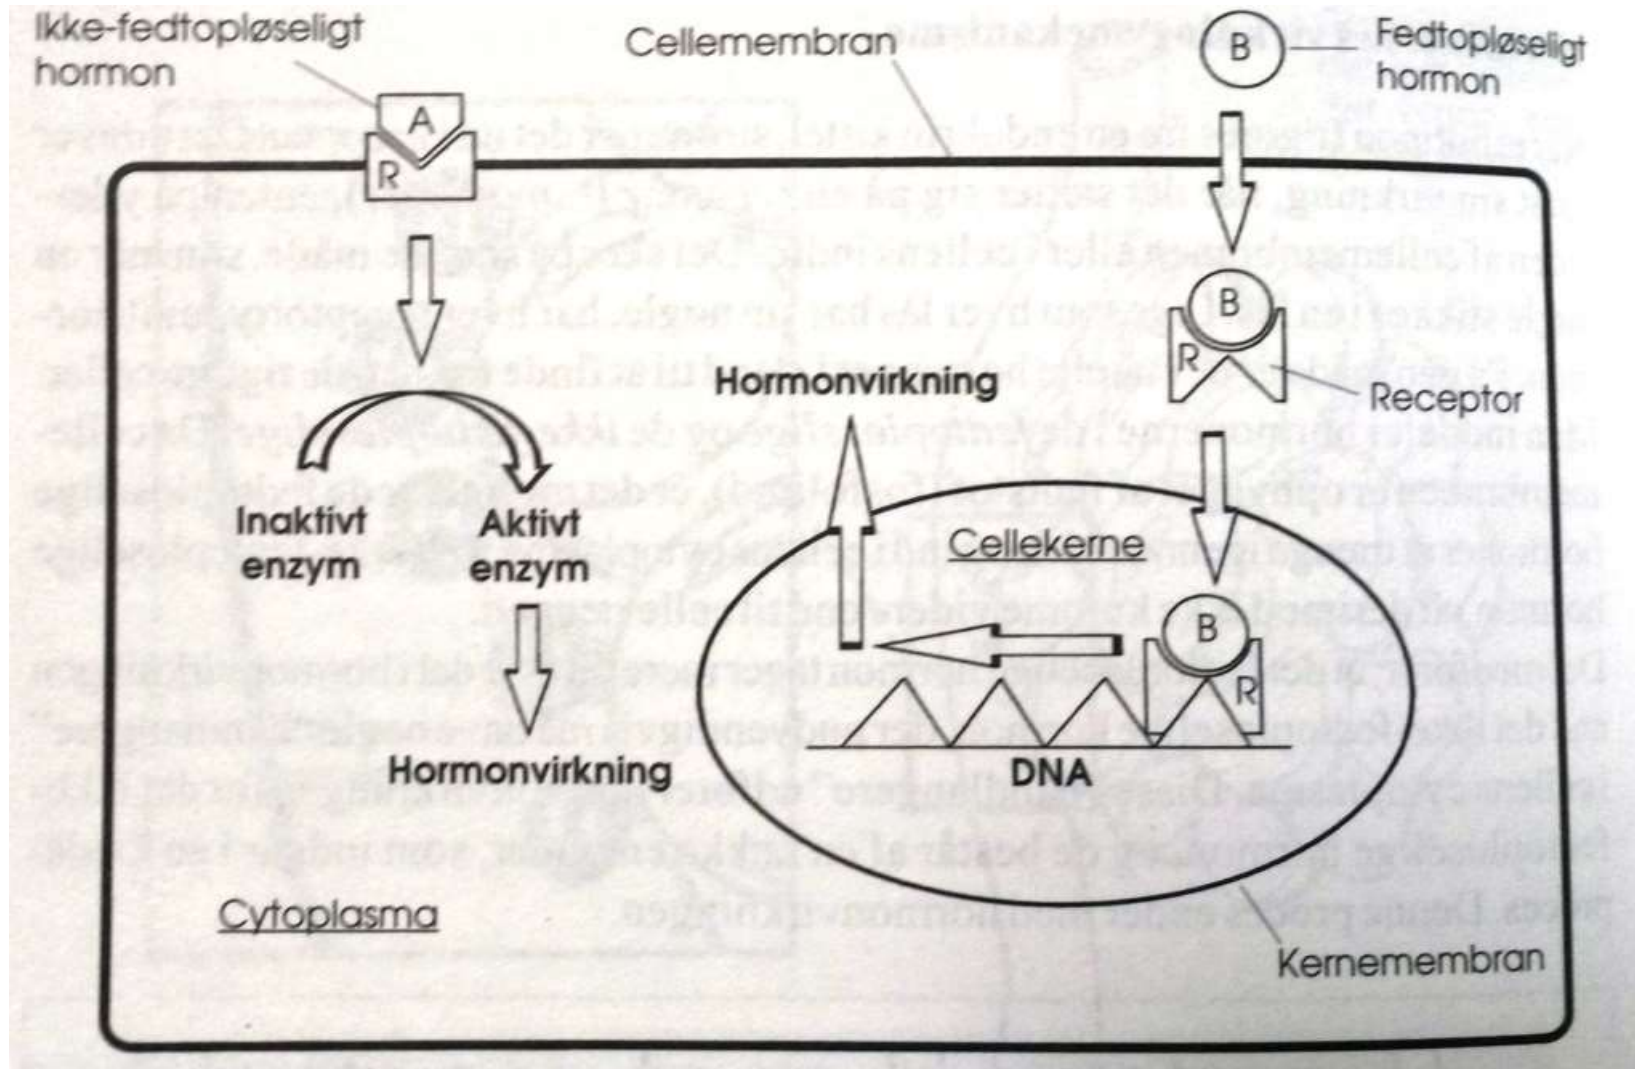 Ikke-fedtopløseligt
hormon
Cellemembran
B
Fedtopløseligt
hormon
A
R
B
R
Receptor
Hormonvirkning
Inaktivt
enzym
Aktivt
enzym
Cellekerne
B
R
DNA
Hormonvirkning
Cytoplasma
Kernemembran